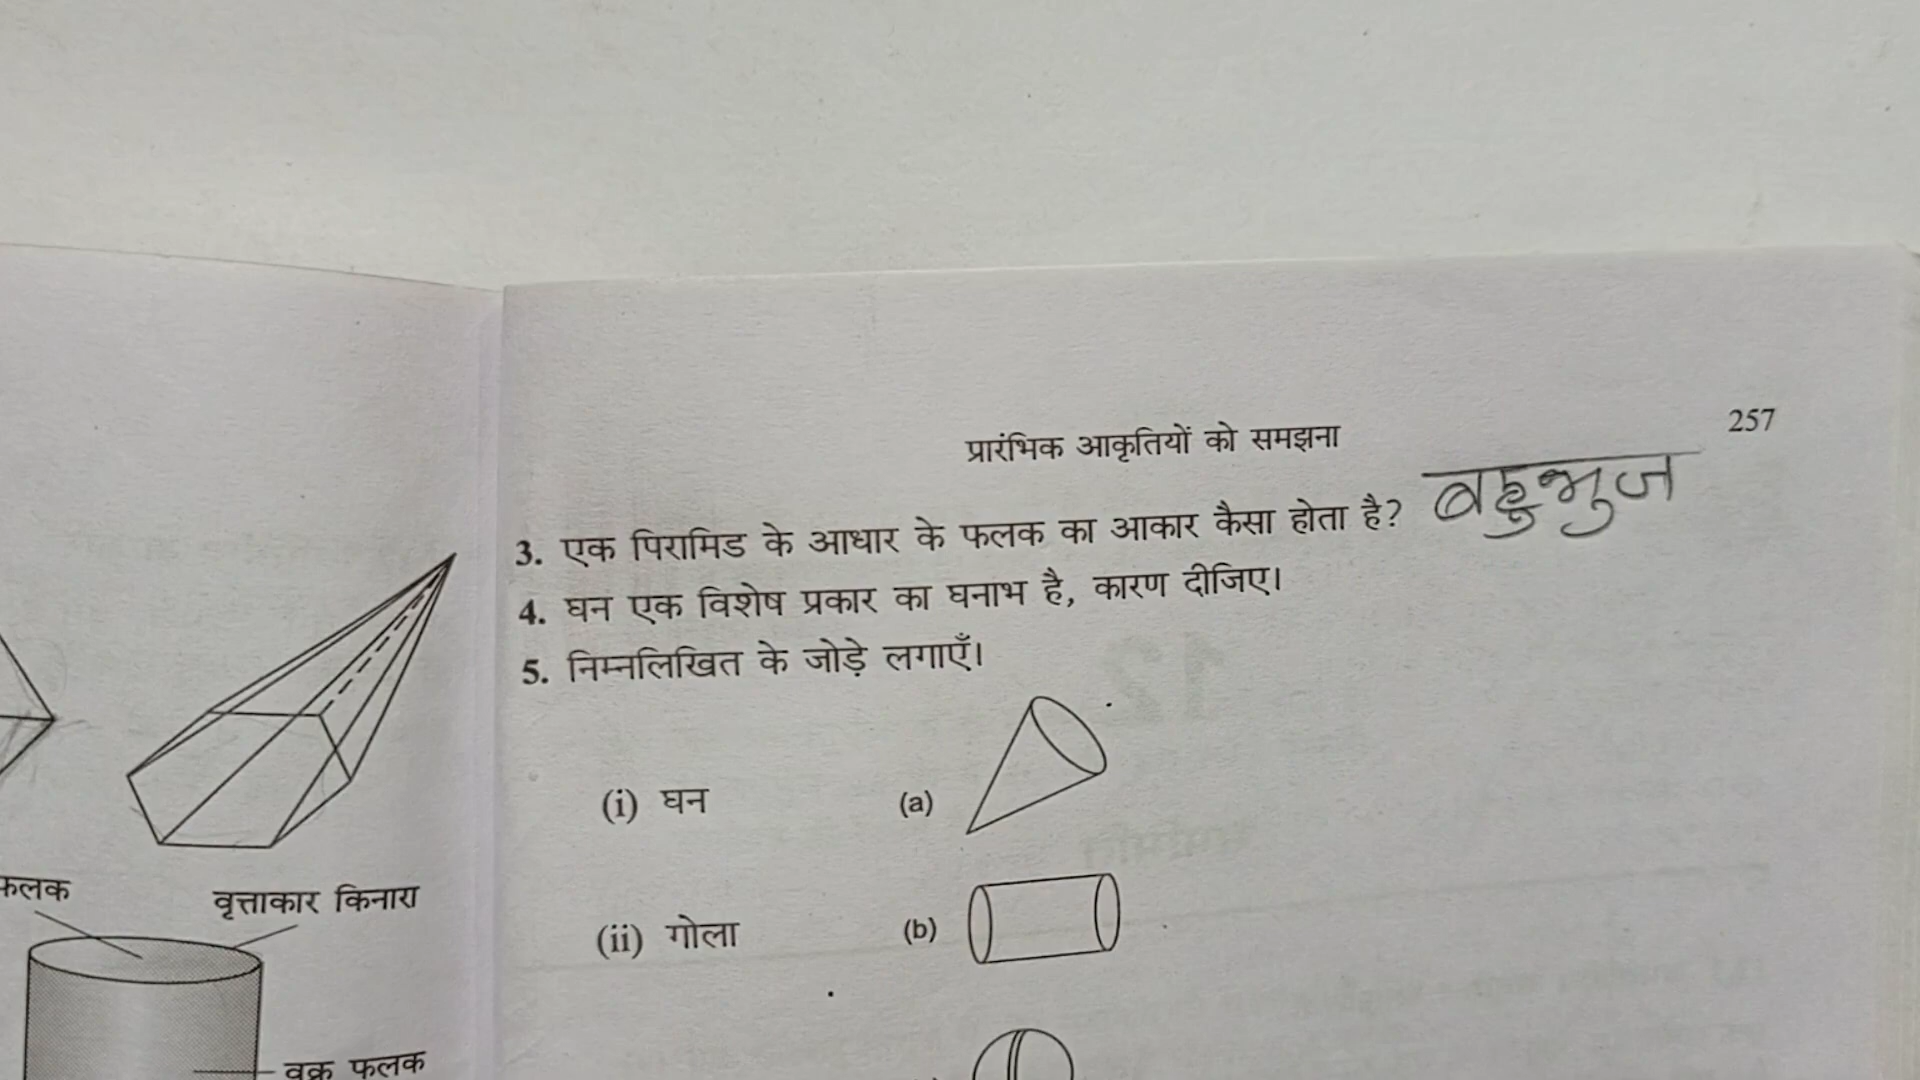 257
प्रारंभिक आकृतियों को समझना
3. एक पिरामिड के आधार के फलक का आकार कैसा होता है? बहुभुज
4. घन एक विशेष प्रकार का घनाभ है, कारण दीजिए।
5. निम्नलिखित के जोड़े लगाएँ।
(i) घन (a)
(ii) गोला (b)
फलक
वृत्ताकार किनारा
वक्र फलक